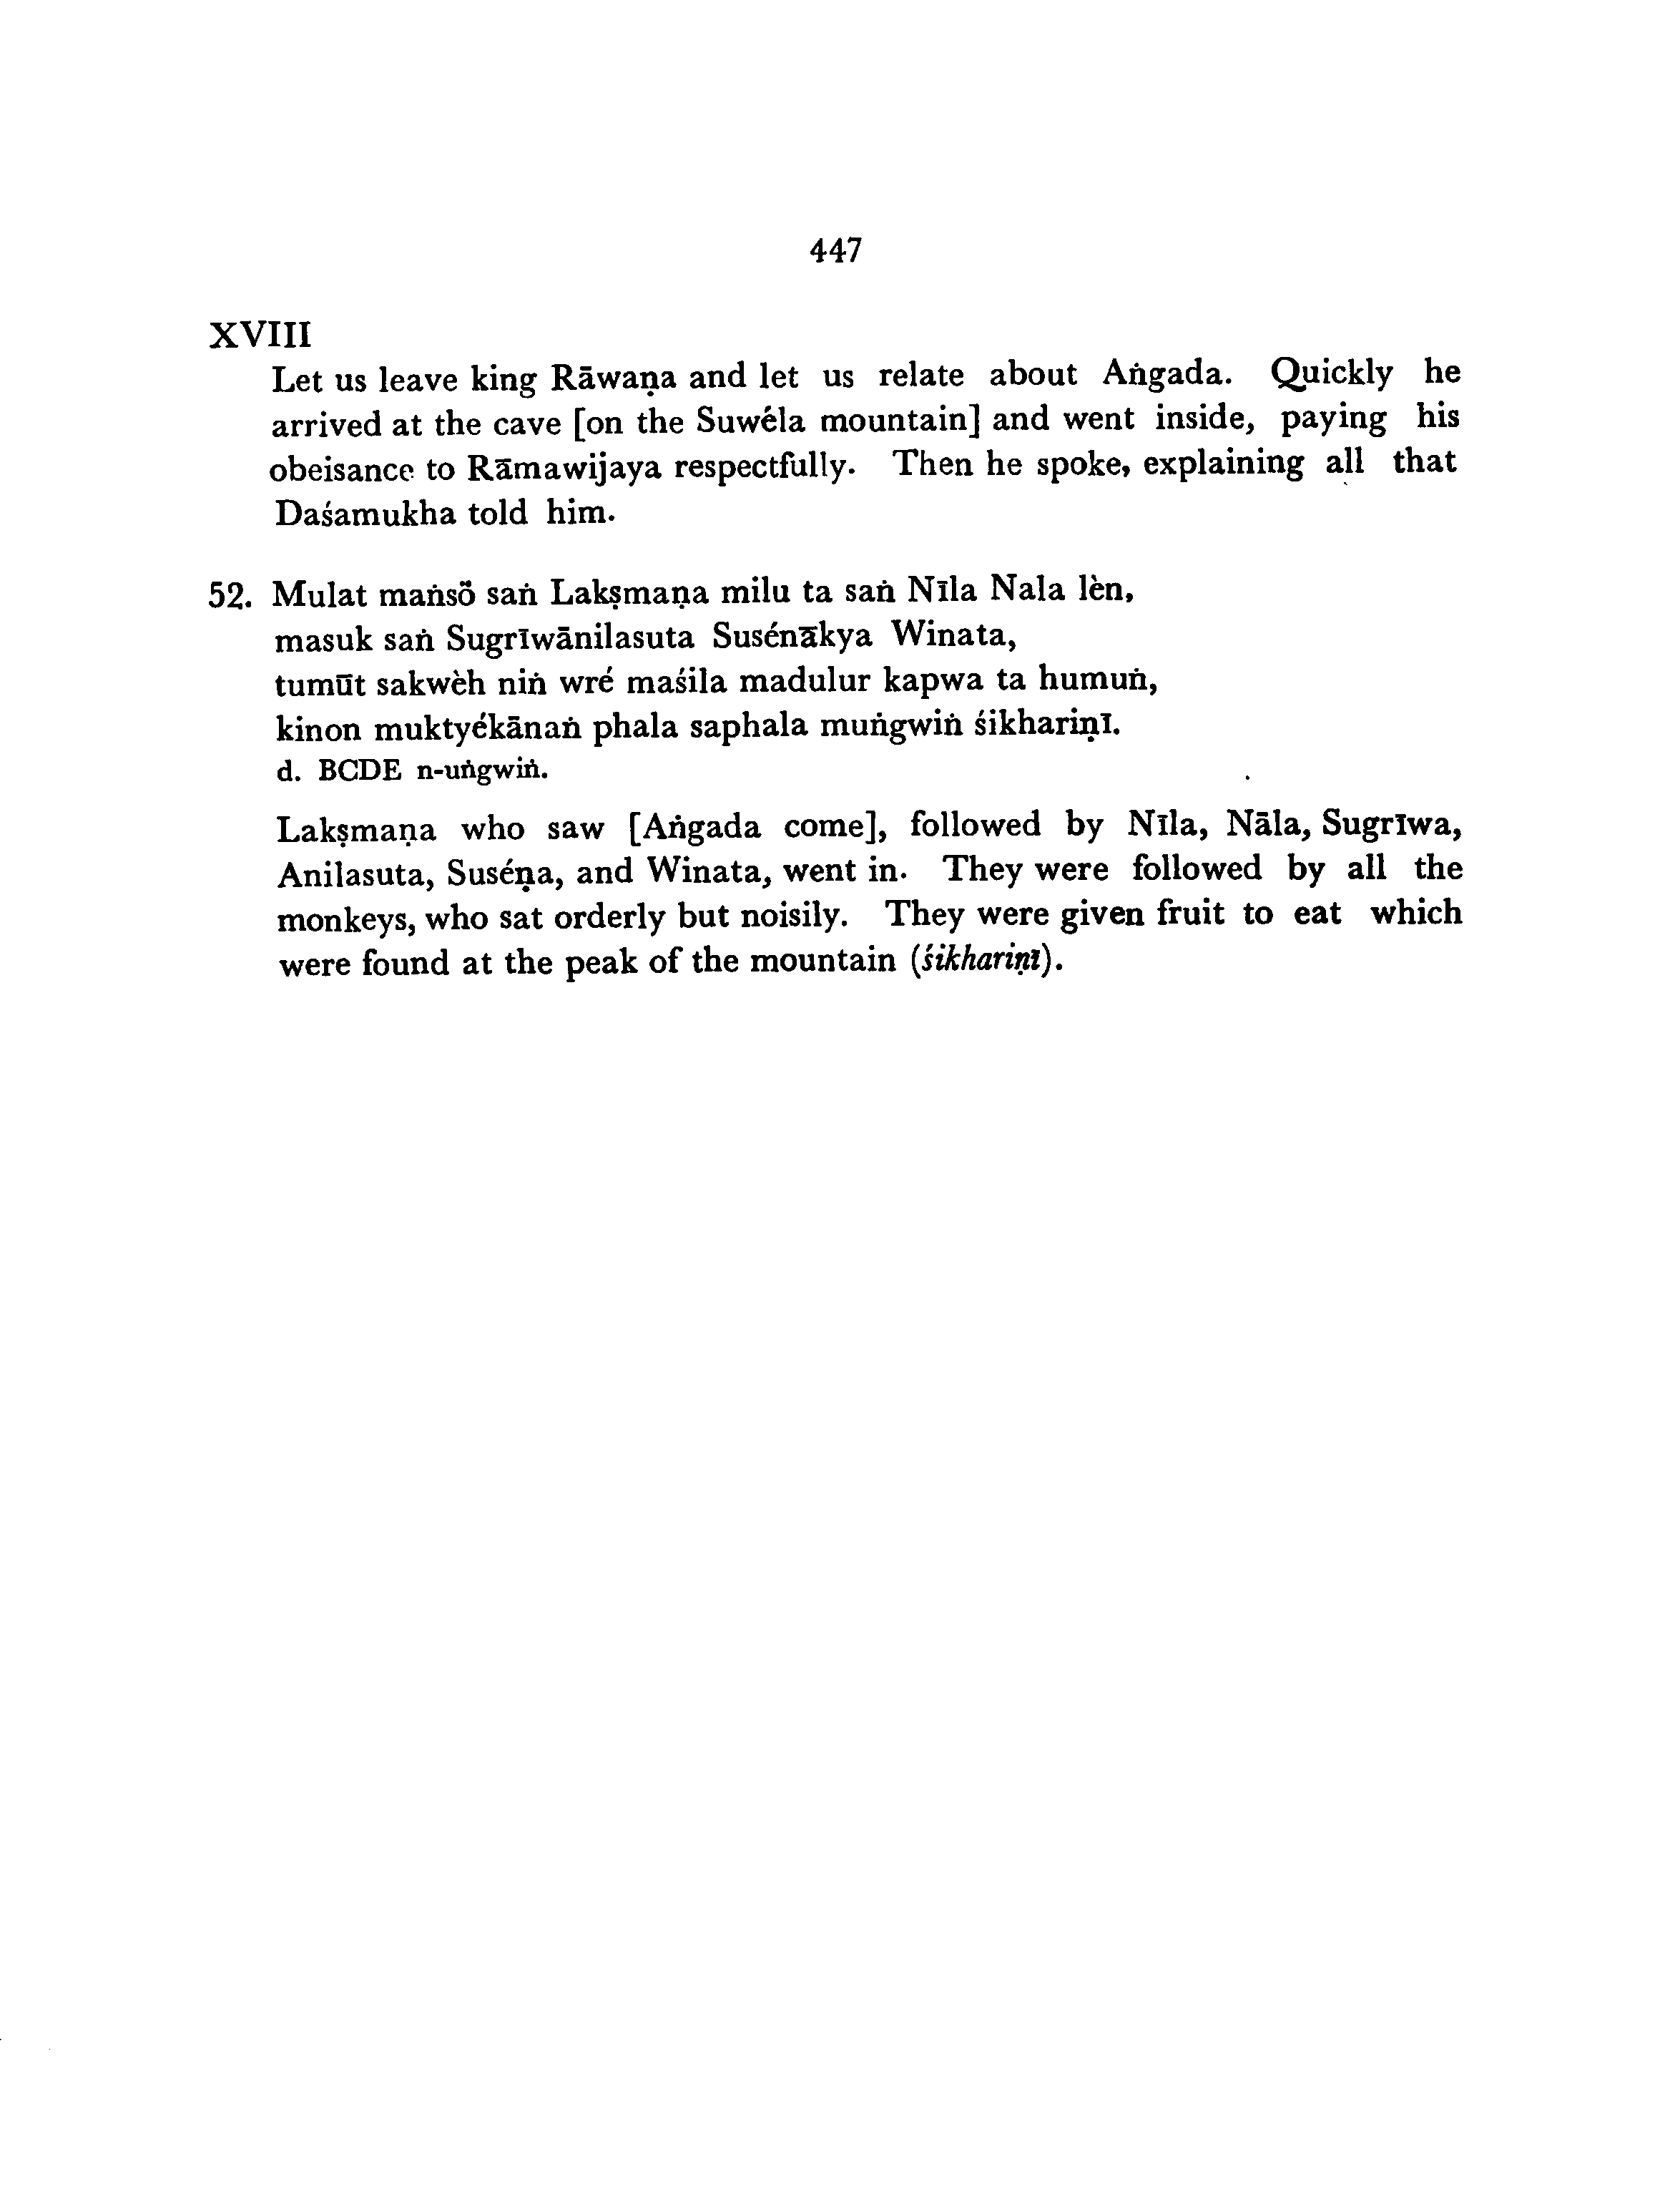 447
XVIII
Let us leave king Rāwaṇa and let us relate about Aṅgada. Quickly he
arrived at the cave [on the Suwéla mountain] and went inside, paying his
obeisance to Rāmawijaya respectfully. Then he spoke, explaining all that
Daśamukha told him.
52. Mulat maṅsö saṅ Lakṣmaṇa milu ta saṅ Nīla Nala lèn,
masuk saṅ Sugrīwānilasuta Susénākya Winata,
tumūt sakwèh niṅ wré maśila madulur kapwa ta humuṅ,
kinon muktyékānaṅ phala saphala muṅgwiṅ śikhariṇī.
d. BCDE n-uṅgwiṅ.
Lakṣmaṇa who saw [Aṅgada come], followed by Nīla, Nāla, Sugrīwa,
Anilasuta, Suséṇa, and Winata, went in. They were followed by all the
monkeys, who sat orderly but noisily. They were given fruit to eat which
were found at the peak of the mountain (śikhariṇī).